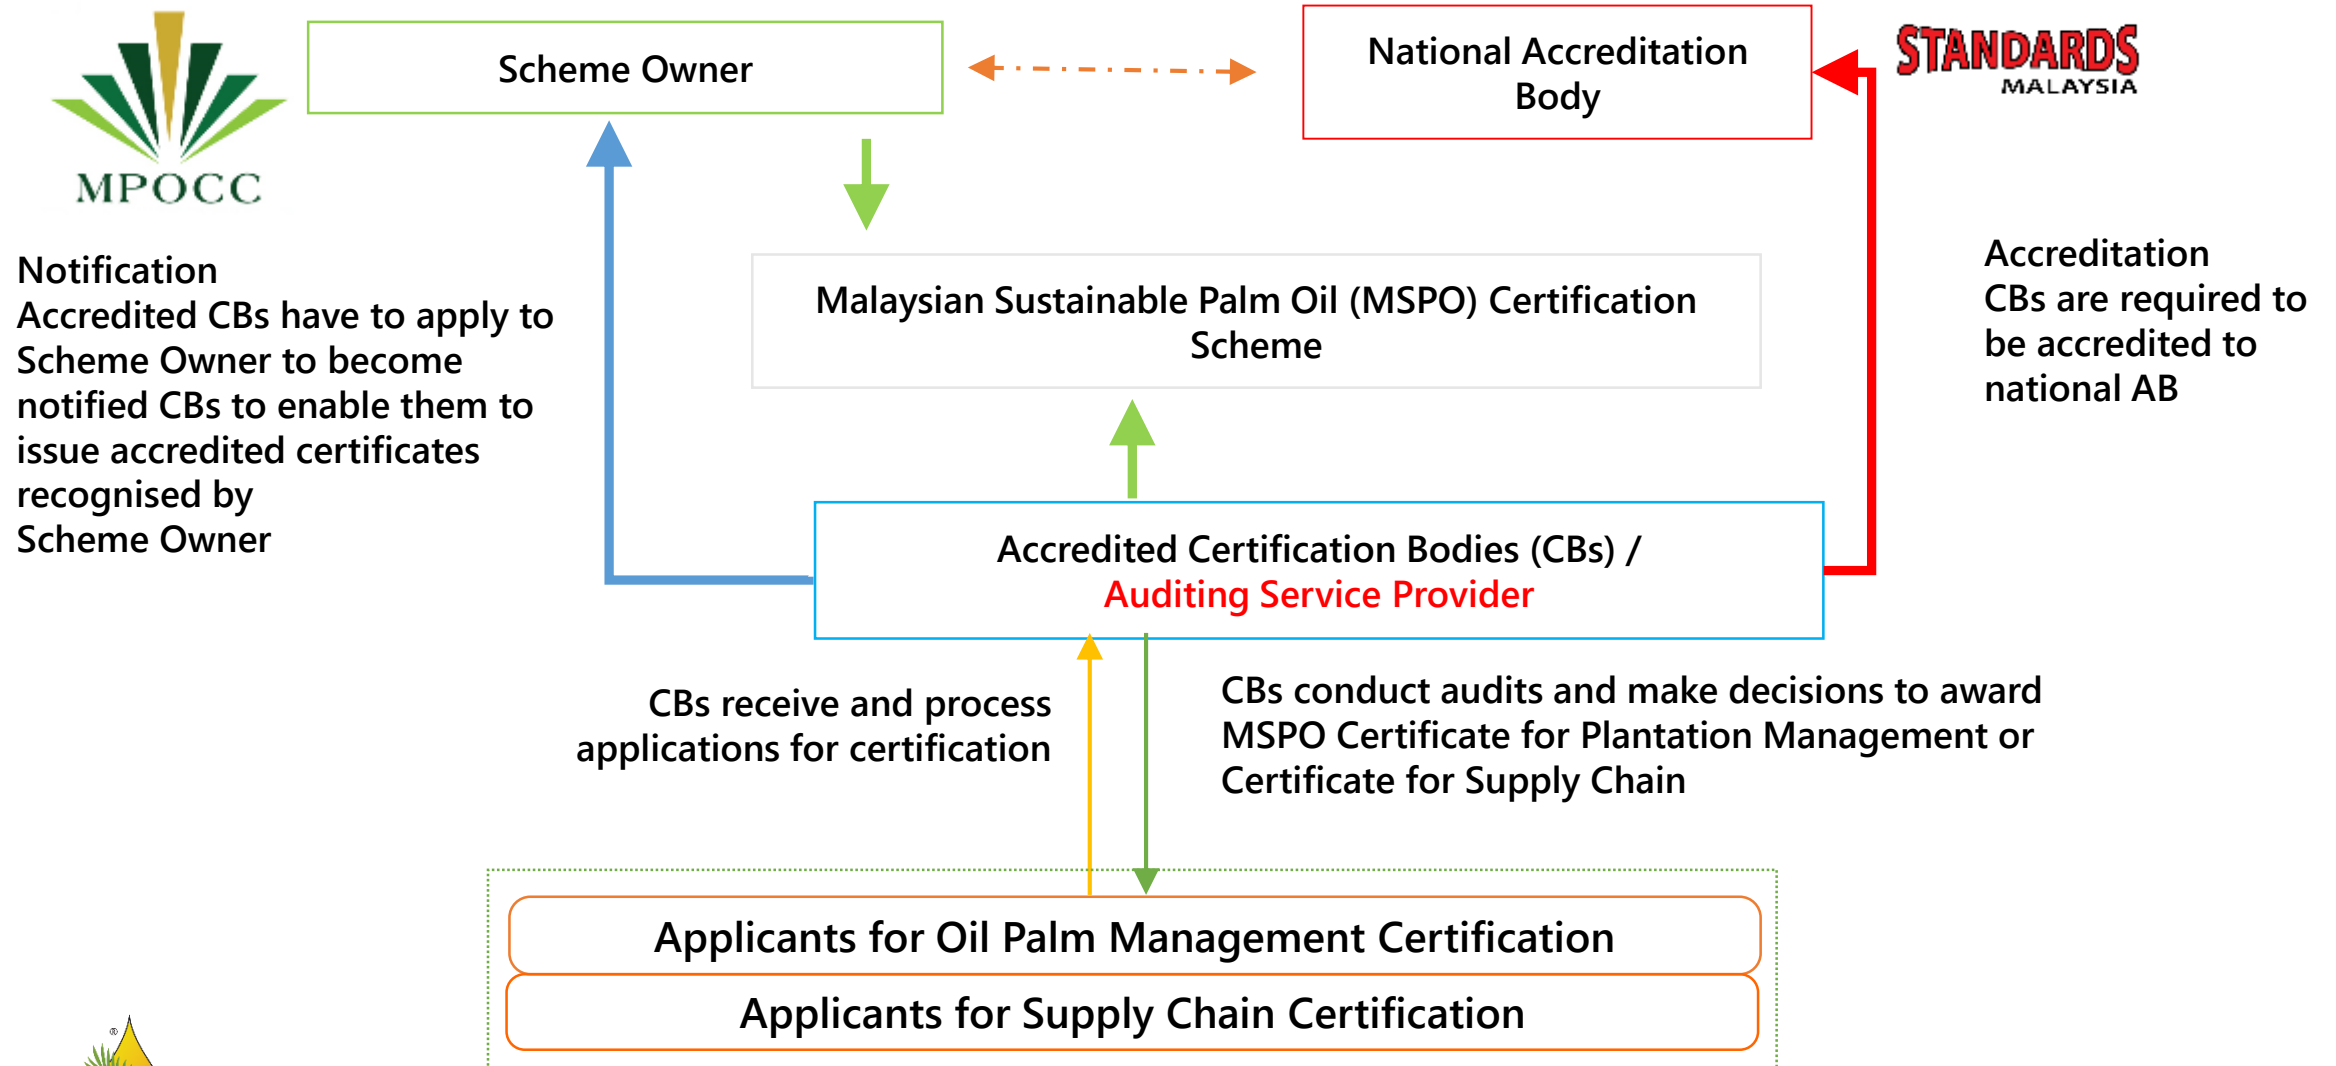 Scheme Owner
National Accreditation
Body
STANDARDS
MALAYSIA
MPOCC
Notification
Accredited CBs have to apply to
Scheme Owner to become
notified CBs to enable them to
issue accredited certificates
recognised by
Scheme Owner
Malaysian Sustainable Palm Oil (MSPO) Certification
Scheme
Accreditation
CBs are required to
be accredited to
national AB
Accredited Certification Bodies (CBs) /
Auditing Service Provider
CBs receive and process
applications for certification
CBs conduct audits and make decisions to award
MSPO Certificate for Plantation Management or
Certificate for Supply Chain
Applicants for Oil Palm Management Certification
Applicants for Supply Chain Certification
®